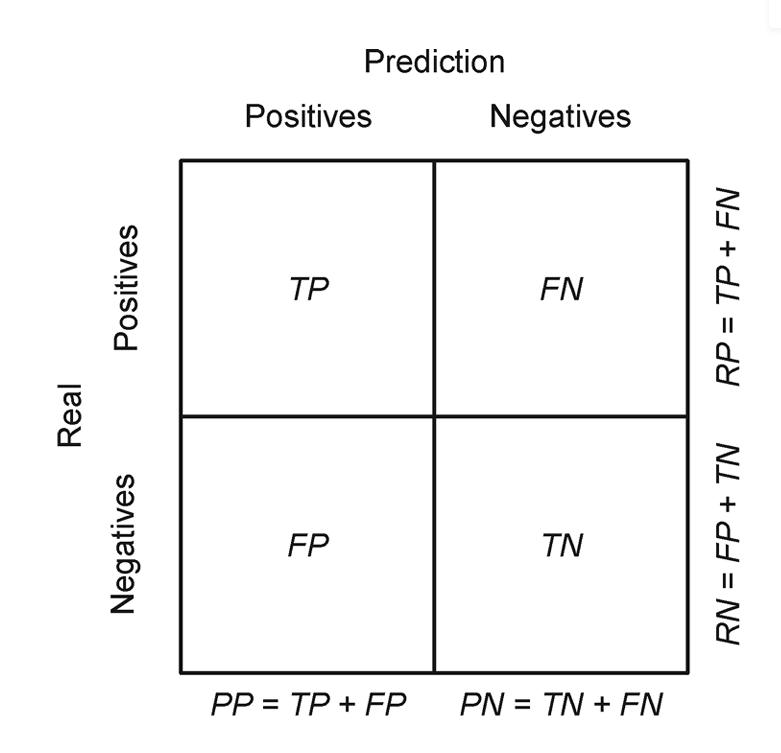 Prediction
Positives Negatives
Real
Positives
TP FN
RP = TP + FN
Negatives
FP TN
RN = FP + TN
PP = TP + FP PN = TN + FN